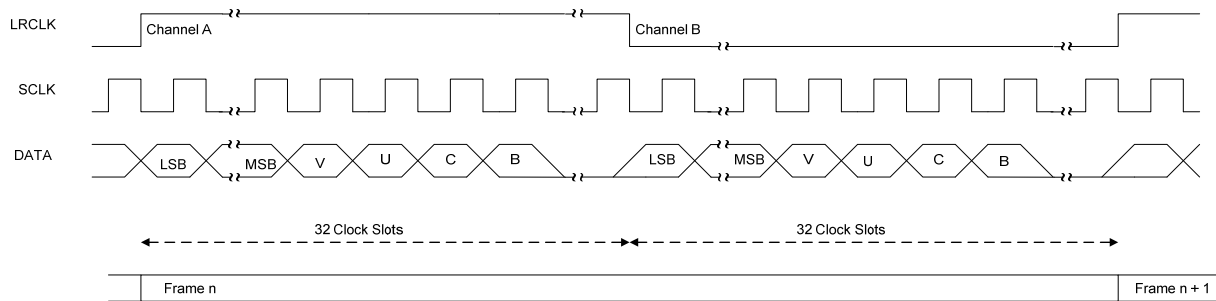 LRCLK
Channel A
Channel B
SCLK
DATA
LSB MSB V U C B LSB MSB V U C B
32 Clock Slots 32 Clock Slots
Frame n Frame n + 1